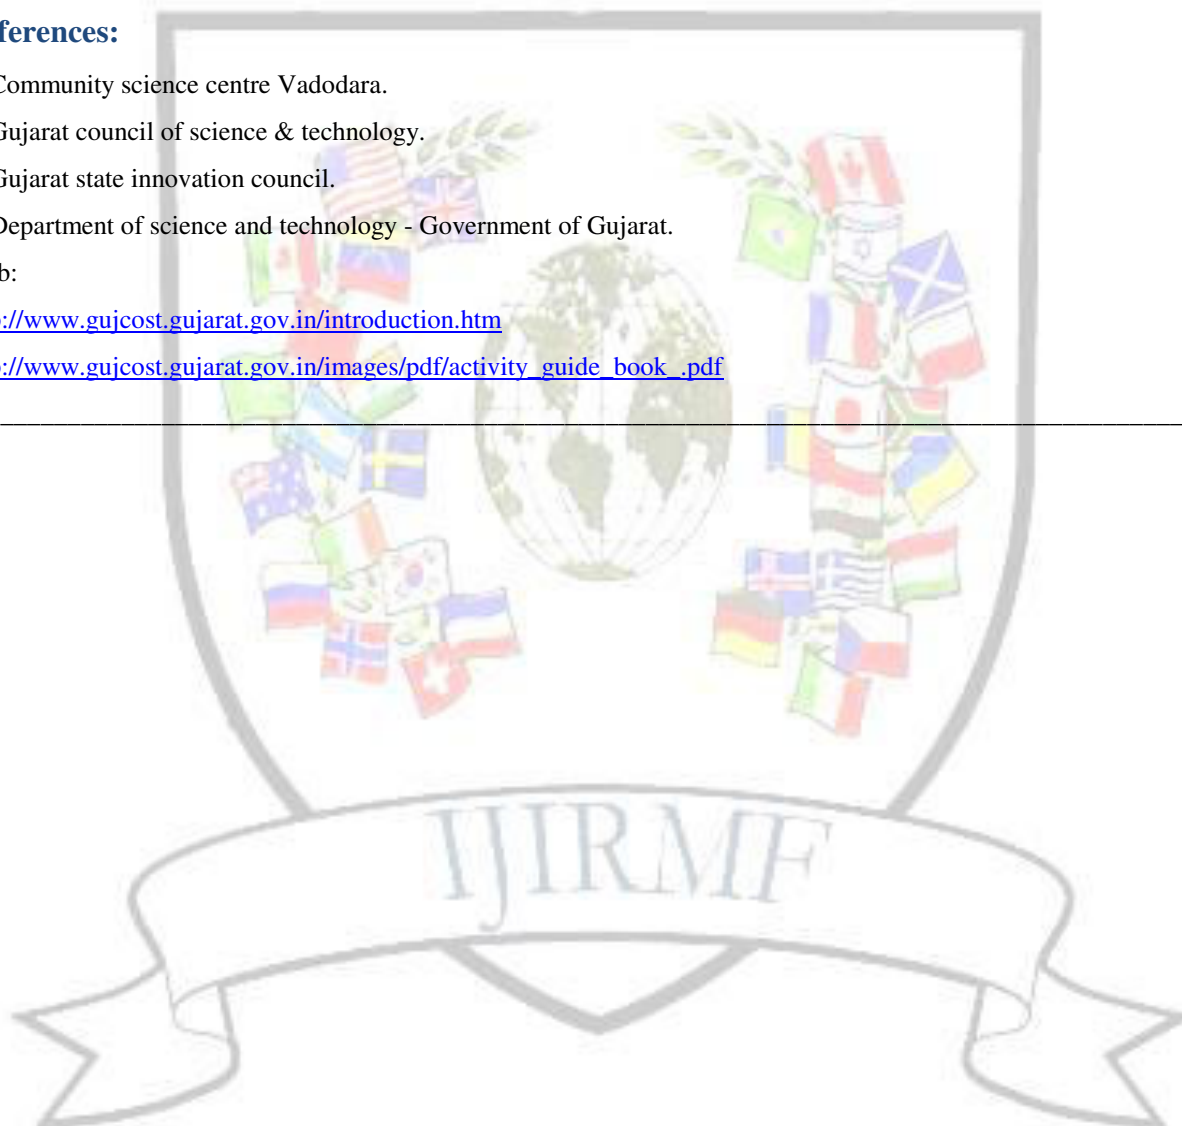 ferences:
Community science centre Vadodara.
Gujarat council of science & technology.
Gujarat state innovation council.
Department of science and technology - Government of Gujarat.
b:
://www.gujcost.gujarat.gov.in/introduction.htm
://www.gujcost.gujarat.gov.in/images/pdf/activity_guide_book_.pdf
IJIRMF